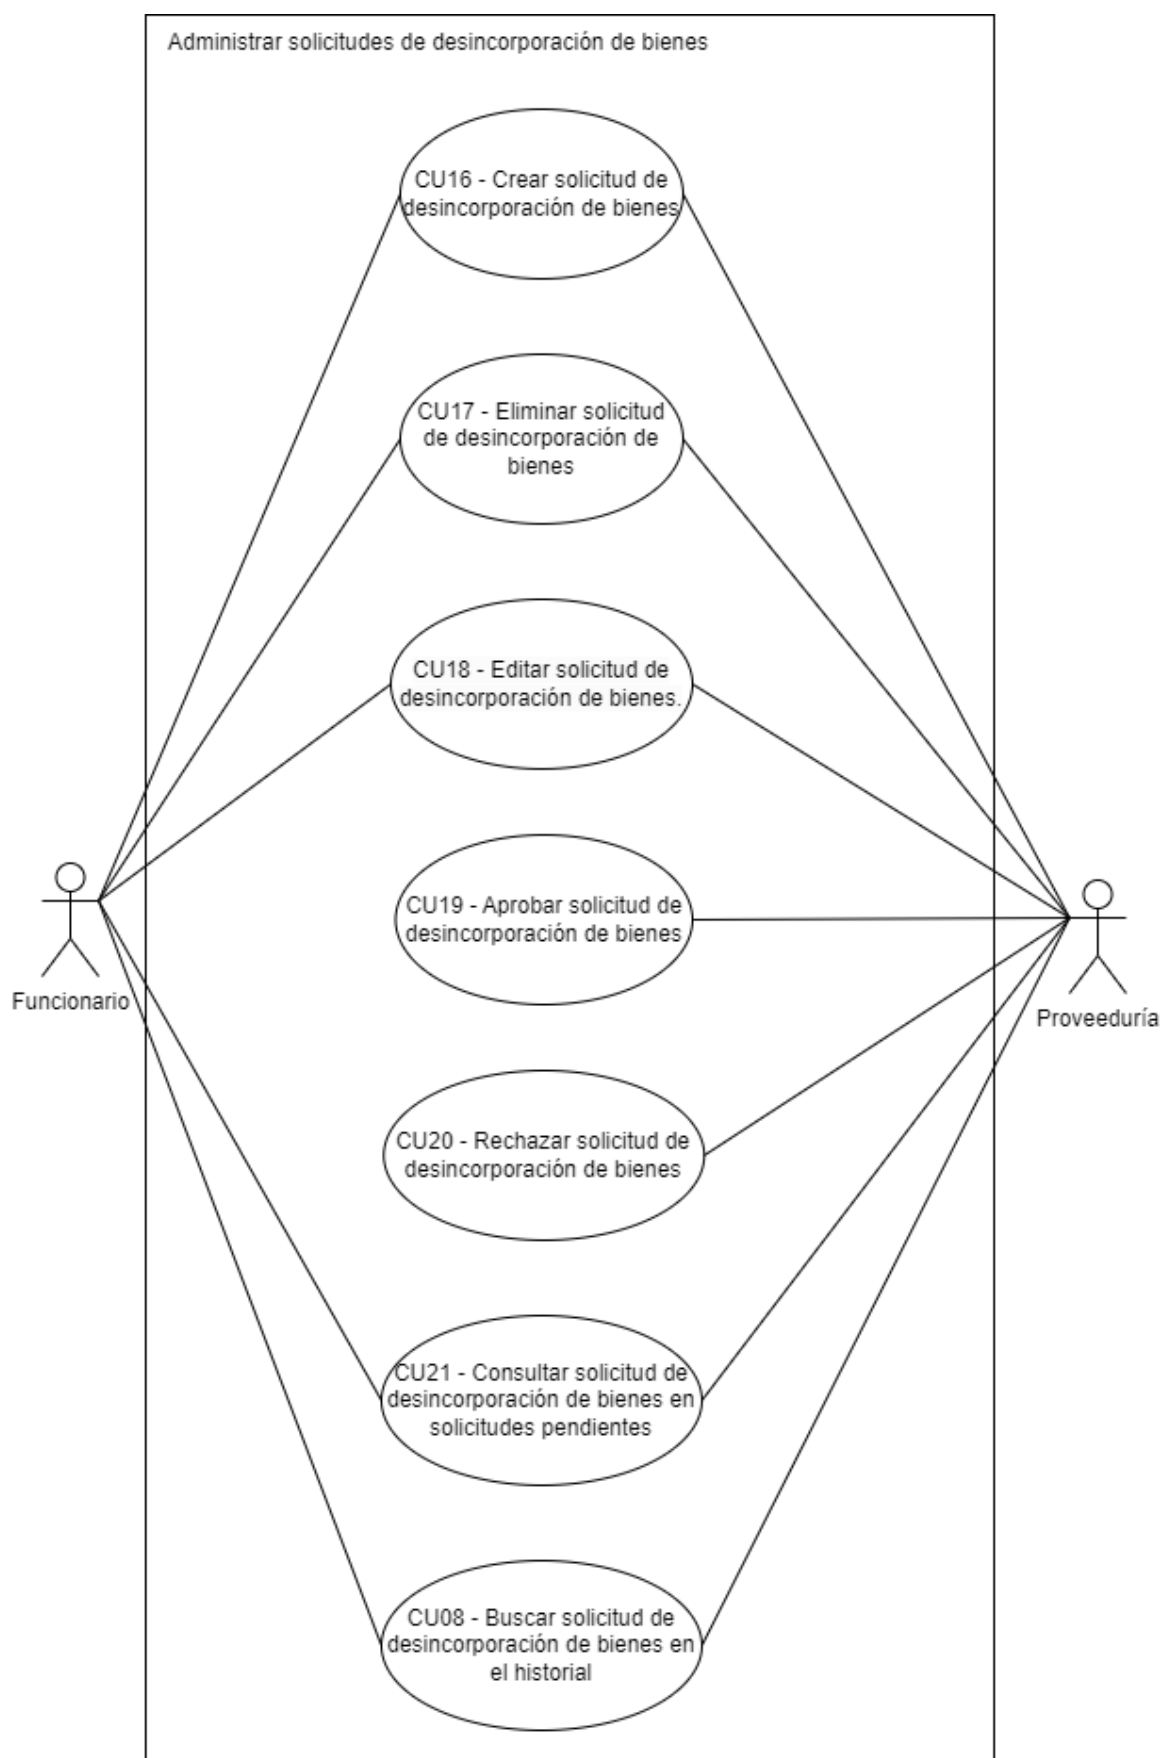 Administrar solicitudes de desincorporación de bienes
CU16 - Crear solicitud de
desincorporación de bienes
CU17 - Eliminar solicitud
de desincorporación de
bienes
CU18 - Editar solicitud de
desincorporación de bienes.
CU19 - Aprobar solicitud de
desincorporación de bienes
Funcionario
Proveeduría
CU20 - Rechazar solicitud de
desincorporación de bienes
CU21 - Consultar solicitud de
desincorporación de bienes en
solicitudes pendientes
CU08 - Buscar solicitud de
desincorporación de bienes en
el historial